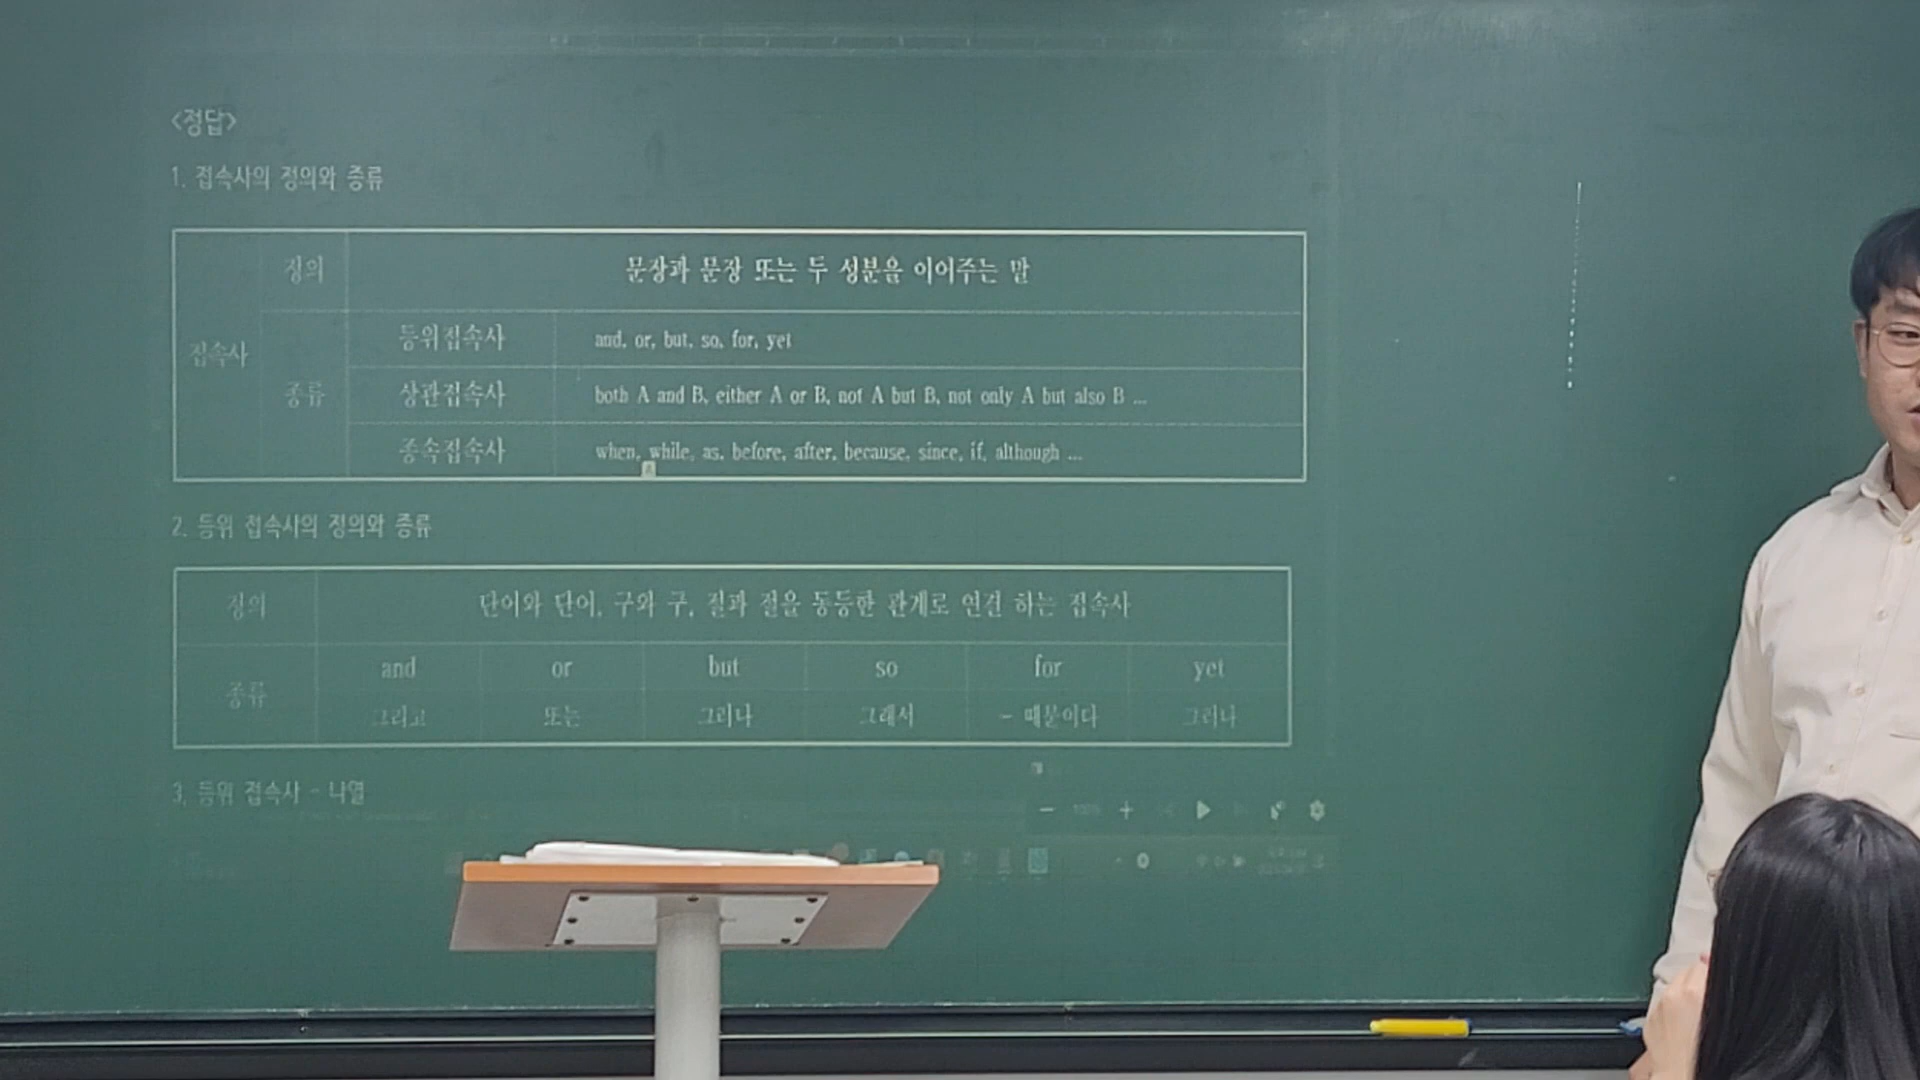 <정답>
1. 접속사의 정의와 종류
정의 문장과 문장 또는 두 성분을 이어주는 말
접속사
종류
등위접속사 and, or, but, so, for, yet
상관접속사 both A and B, either A or B, not A but B, not only A but also B ...
종속접속사 when, while, as, before, after, because, since, if, although ...
2. 등위 접속사의 정의와 종류
정의 단어와 단어, 구와 구, 절과 절을 동등한 관계로 연결 하는 접속사
종류
and or but so for yet
그리고 또는 그러나 그래서 - 때문이다 그러나
3. 등위 접속사 - 나열